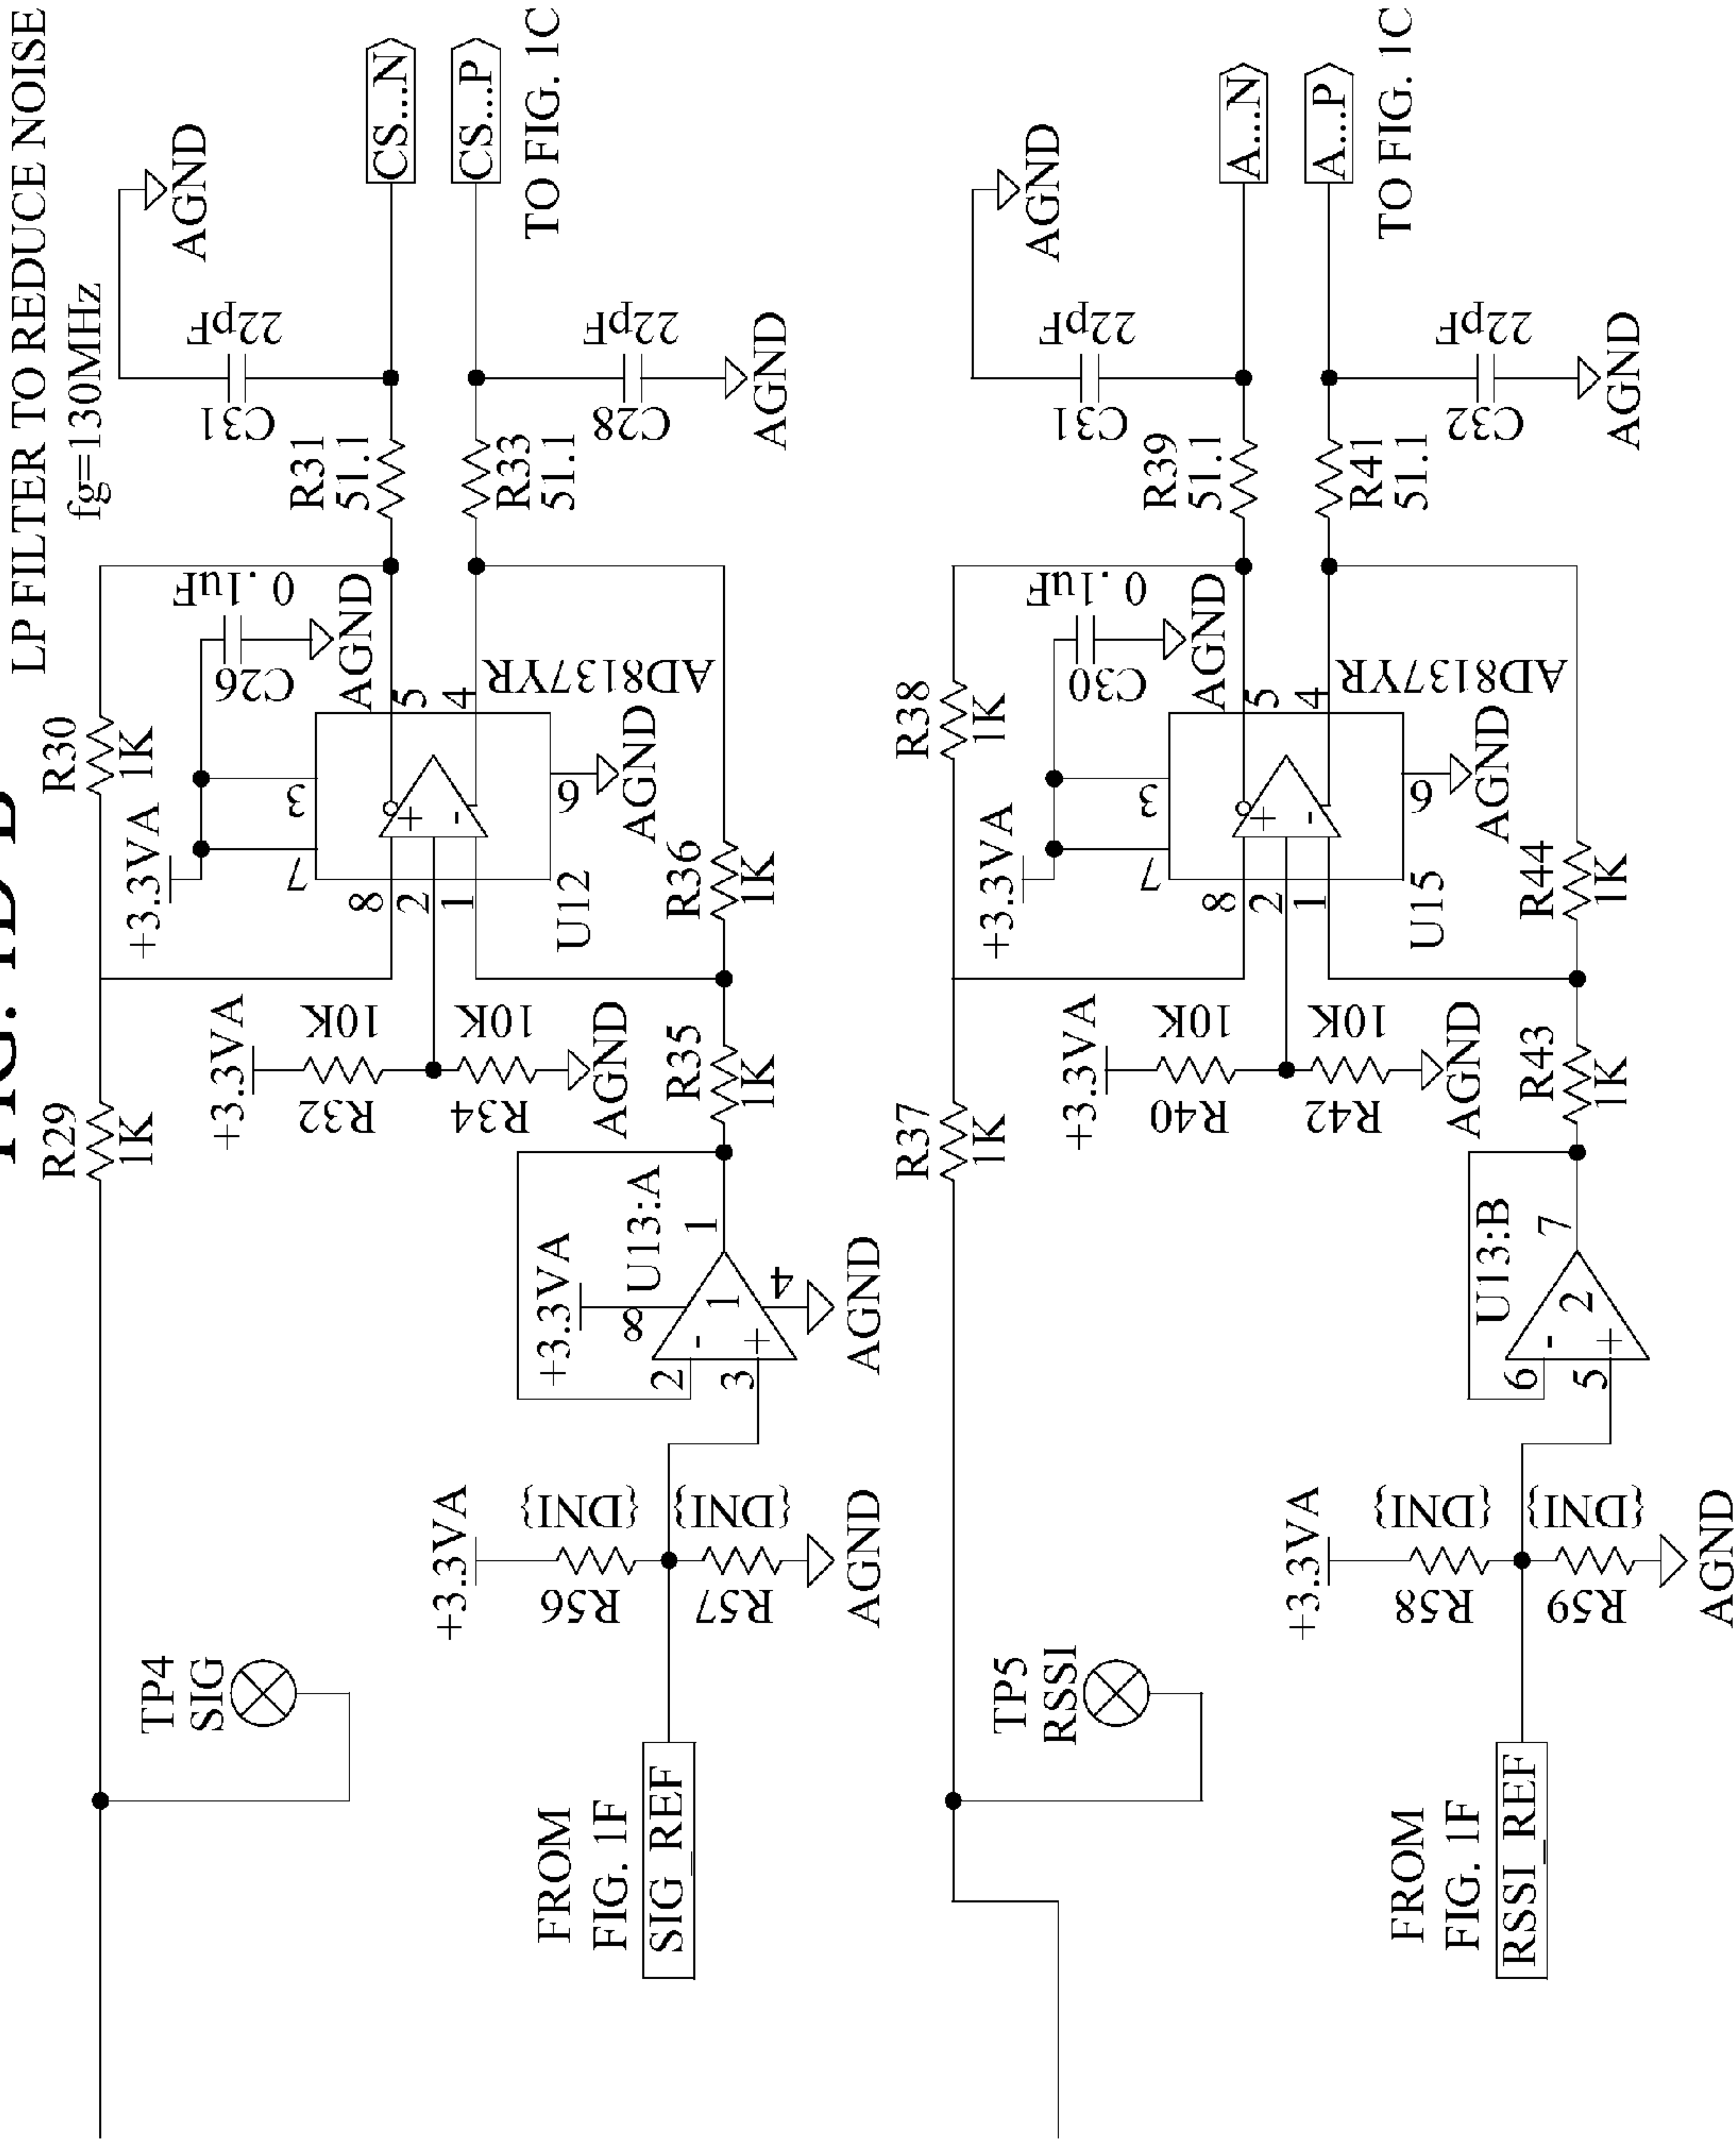 LP FILTER TO REDUCE NOISE
fg=130MHz
R29
1K
R30
1K
+3.3VA
7
3
C26
0.1uF
AGND
8
2
1
5
4
6
AGND
U12
AD8137YR
+3.3VA
R32
10K
R34
10K
AGND
R31
51.1
R33
51.1
C31
22pF
AGND
C28
22pF
AGND
CS...N
CS...P
TO FIG. 1C
TP4
SIG
FROM
FIG. 1F
SIG_REF
+3.3VA
R56
{DNI}
R57
{DNI}
AGND
+3.3VA
8
U13:A
2
-
3
+
1
1
4
AGND
R35
1K
R36
1K
+
-
R37
1K
R38
1K
+3.3VA
7
3
C30
0.1uF
AGND
8
2
1
5
4
6
AGND
+
-
U15
AD8137YR
+3.3VA
R40
10K
R42
10K
AGND
R39
51.1
R41
51.1
C31
22pF
AGND
C32
22pF
AGND
A...N
A...P
TO FIG. 1C
TP5
RSSI
FROM
FIG. 1F
RSSI_REF
+3.3VA
R58
{DNI}
R59
{DNI}
AGND
U13:B
6
-
5
+
2
7
R43
1K
R44
1K